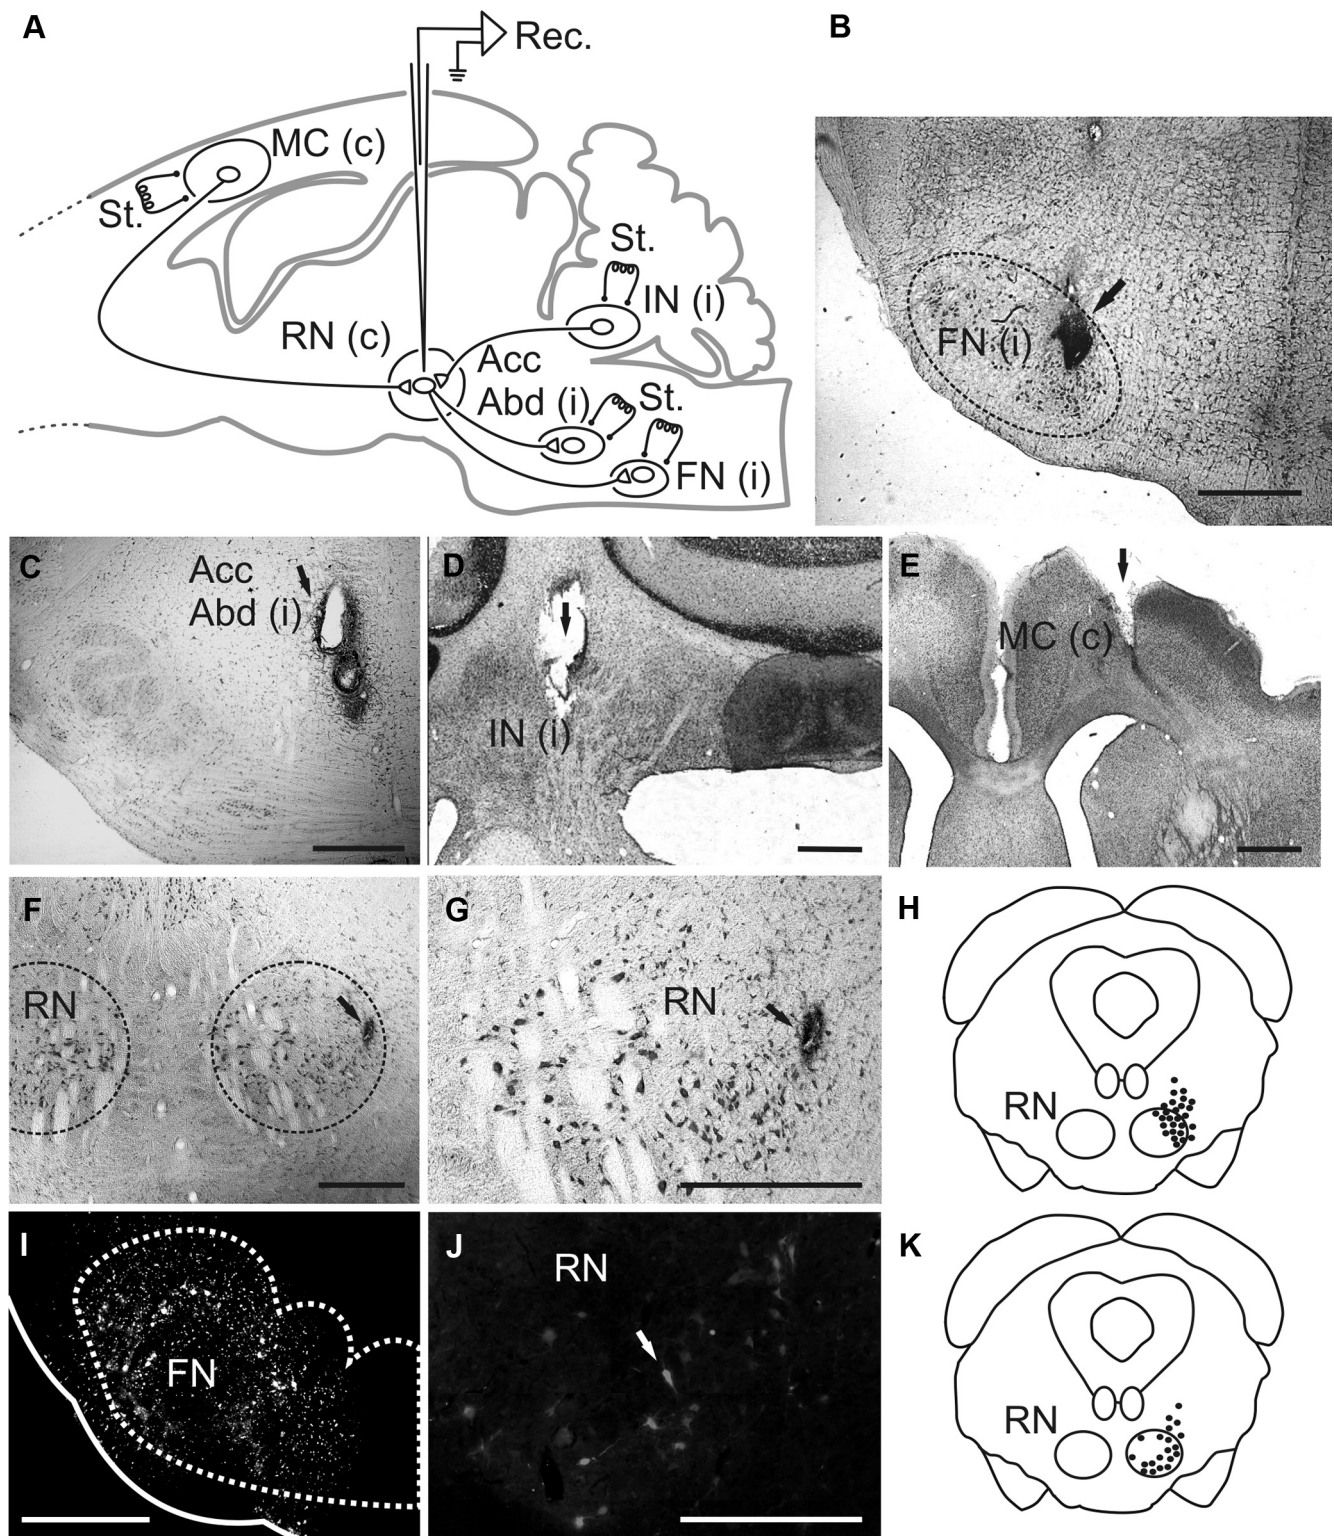 A
Rec.
MC (c)
St.
St.
IN (i)
RN (c)
Acc
Abd (i)
St.
FN (i)
B
FN (i)
C
Acc
Abd (i)
D
IN (i)
E
MC (c)
F
RN
G
RN
H
RN
I
FN
J
RN
K
RN